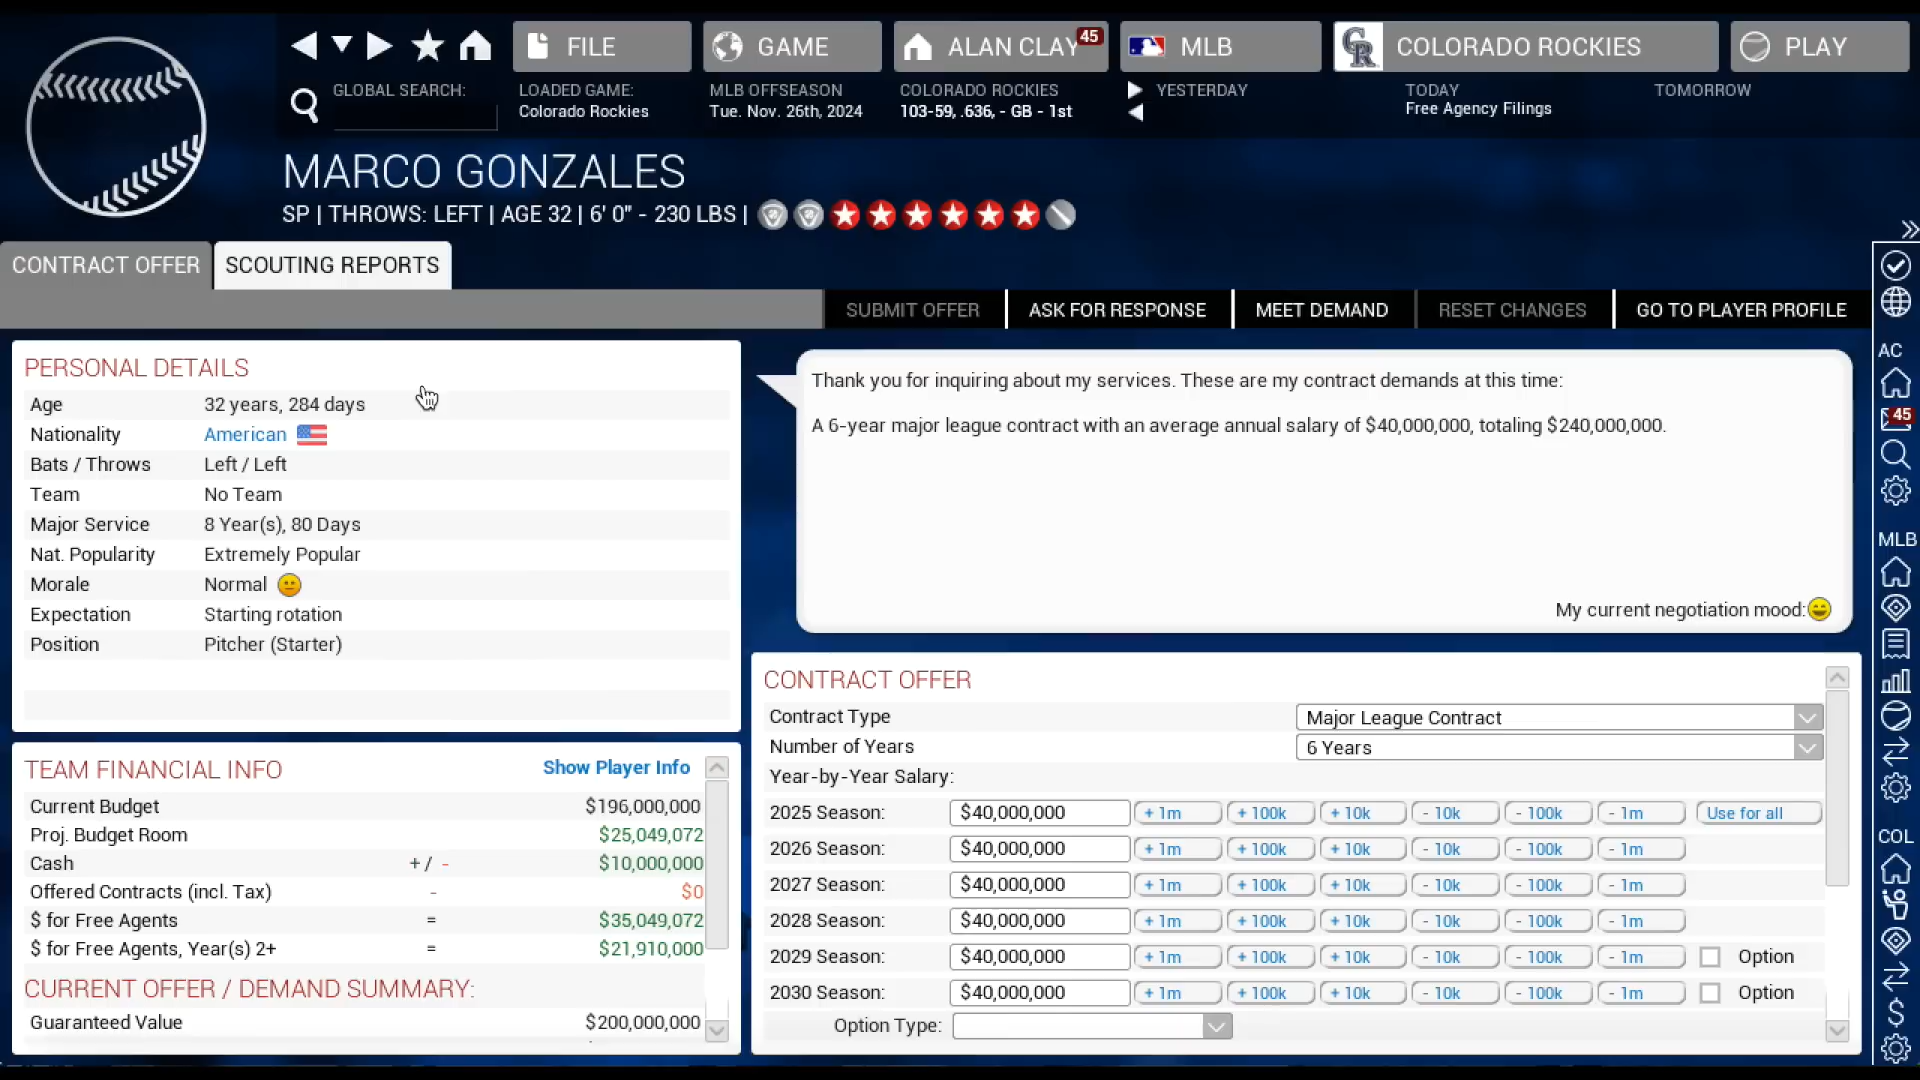 FILE
GAME
ALAN CLAY
45
MLB
COLORADO ROCKIES
PLAY
GLOBAL SEARCH:
LOADED GAME:
Colorado Rockies
MLB OFFSEASON
Tue. Nov. 26th, 2024
COLORADO ROCKIES
103-59, .636, - GB - 1st
YESTERDAY
TODAY
Free Agency Filings
TOMORROW
MARCO GONZALES
SP | THROWS: LEFT | AGE 32 | 6' 0" - 230 LBS |
CONTRACT OFFER
SCOUTING REPORTS
SUBMIT OFFER
ASK FOR RESPONSE
MEET DEMAND
RESET CHANGES
GO TO PLAYER PROFILE
PERSONAL DETAILS
Age 32 years, 284 days
Nationality American
Bats / Throws Left / Left
Team No Team
Major Service 8 Year(s), 80 Days
Nat. Popularity Extremely Popular
Morale Normal
Expectation Starting rotation
Position Pitcher (Starter)
Thank you for inquiring about my services. These are my contract demands at this time:
A 6-year major league contract with an average annual salary of $40,000,000, totaling $240,000,000.
My current negotiation mood:
TEAM FINANCIAL INFO Show Player Info
Current Budget $196,000,000
Proj. Budget Room $25,049,072
Cash + / - $10,000,000
Offered Contracts (incl. Tax) - $0
$ for Free Agents = $35,049,072
$ for Free Agents, Year(s) 2+ = $21,910,000
CURRENT OFFER / DEMAND SUMMARY:
Guaranteed Value $200,000,000
CONTRACT OFFER
Contract Type Major League Contract
Number of Years 6 Years
Year-by-Year Salary:
2025 Season: $40,000,000 + 1m + 100k + 10k - 10k - 100k - 1m Use for all
2026 Season: $40,000,000 + 1m + 100k + 10k - 10k - 100k - 1m
2027 Season: $40,000,000 + 1m + 100k + 10k - 10k - 100k - 1m
2028 Season: $40,000,000 + 1m + 100k + 10k - 10k - 100k - 1m
2029 Season: $40,000,000 + 1m + 100k + 10k - 10k - 100k - 1m Option
2030 Season: $40,000,000 + 1m + 100k + 10k - 10k - 100k - 1m Option
Option Type:
AC
45
MLB
COL